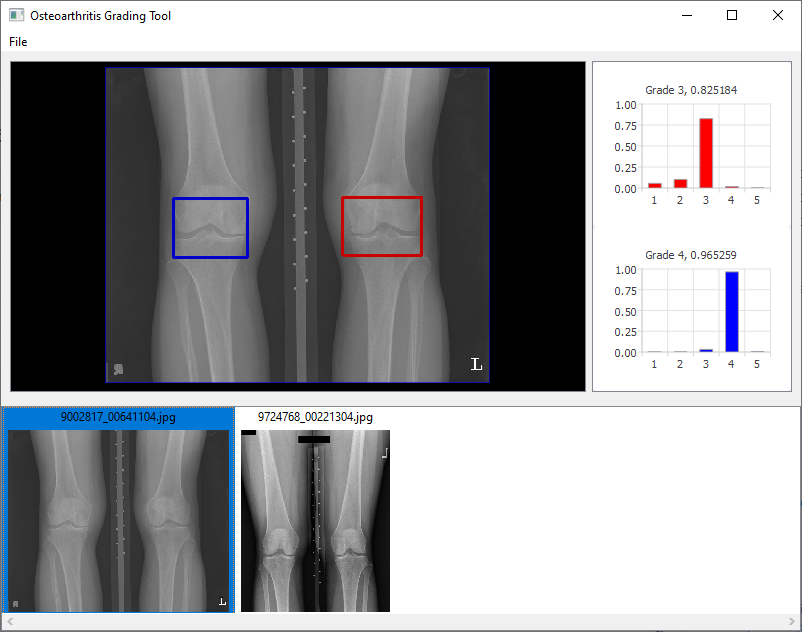 Osteoarthritis Grading Tool
File
L
Grade 3, 0.825184
1.00
0.75
0.50
0.25
0.00
1 2 3 4 5
Grade 4, 0.965259
1.00
0.75
0.50
0.25
0.00
1 2 3 4 5
9002817_00641104.jpg 9724768_00221304.jpg
L